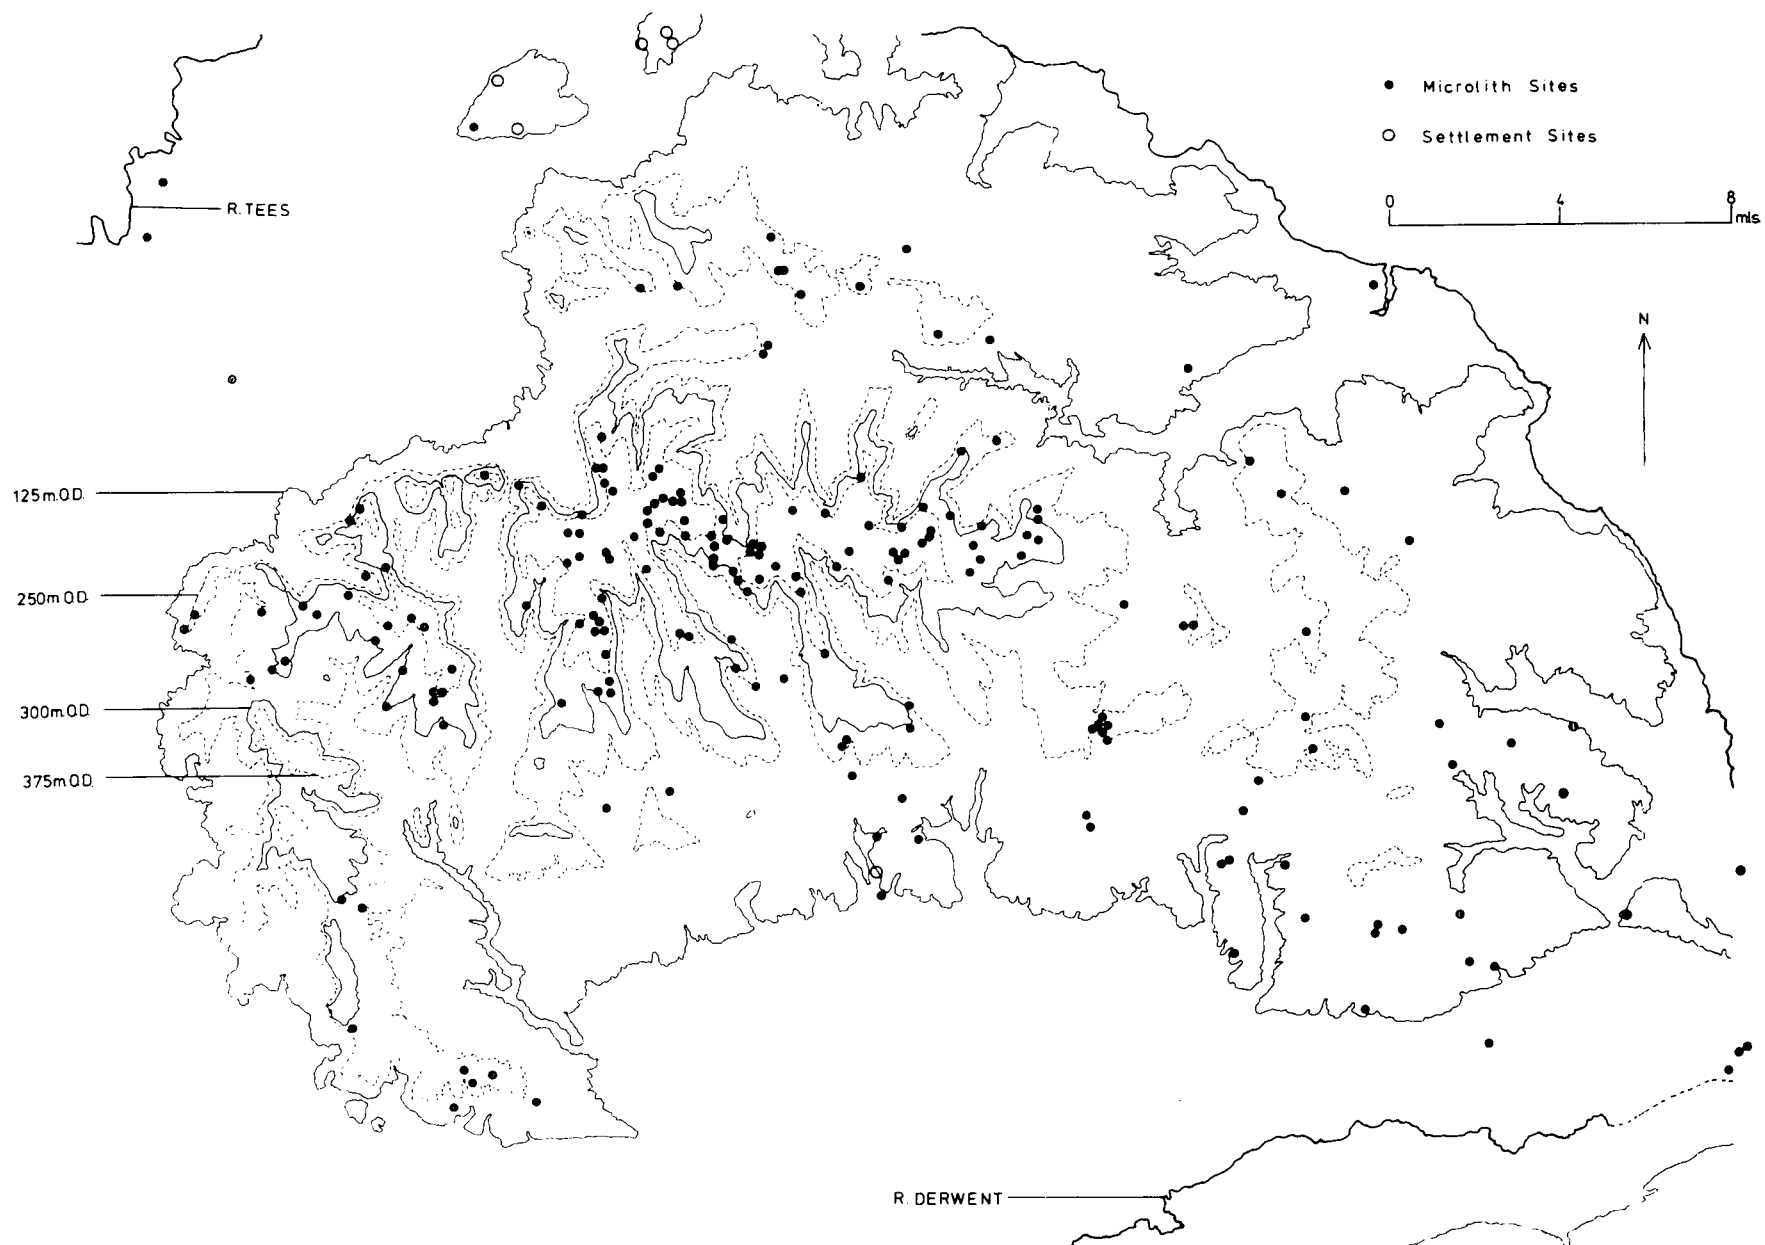 Microlith Sites
Settlement Sites
0 4 8
mls.
R. TEES
N
125m.O.D.
250m O.D.
300m O.D.
375m O.D.
R. DERWENT